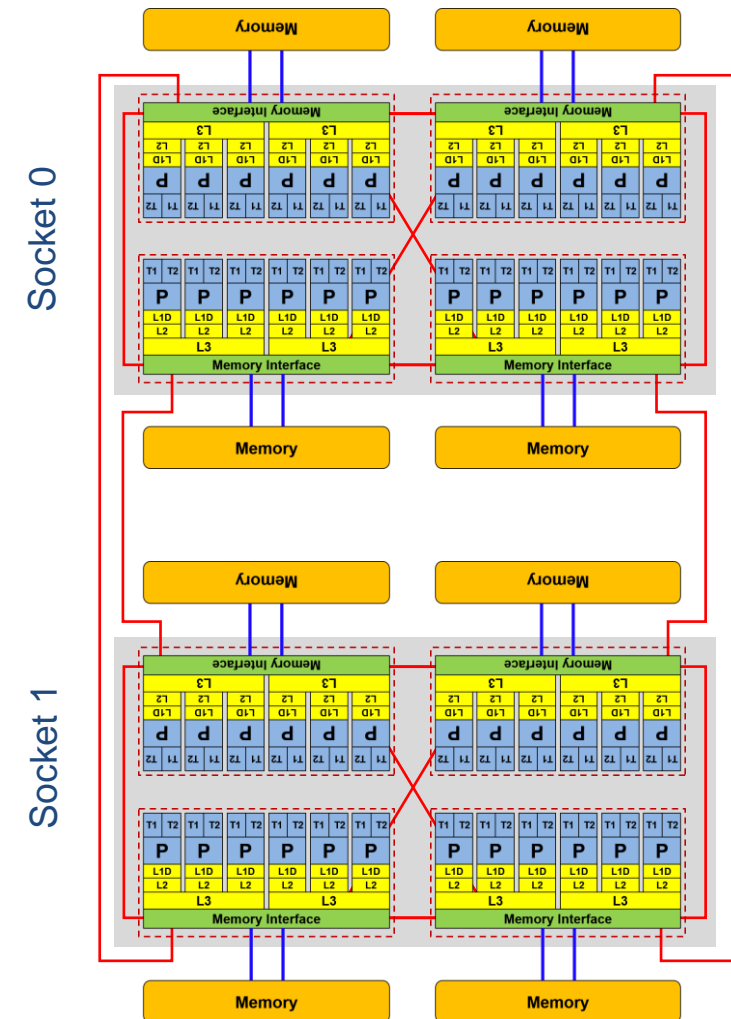 Socket 0
Memory Memory
Memory Interface Memory Interface
L3 L3 L3 L3
L2 L2 L2 L2 L2 L2 L2 L2 L2 L2 L2 L2
L1D L1D L1D L1D L1D L1D L1D L1D L1D L1D L1D L1D
P P P P P P P P P P P P
T2 T1 T2 T1 T2 T1 T2 T1 T2 T1 T2 T1 T2 T1 T2 T1 T2 T1 T2 T1 T2 T1 T2 T1
T1 T2 T1 T2 T1 T2 T1 T2 T1 T2 T1 T2 T1 T2 T1 T2 T1 T2 T1 T2 T1 T2 T1 T2
P P P P P P P P P P P P
L1D L1D L1D L1D L1D L1D L1D L1D L1D L1D L1D L1D
L2 L2 L2 L2 L2 L2 L2 L2 L2 L2 L2 L2
L3 L3 L3 L3
Memory Interface Memory Interface
Memory Memory
Socket 1
Memory Memory
Memory Interface Memory Interface
L3 L3 L3 L3
L2 L2 L2 L2 L2 L2 L2 L2 L2 L2 L2 L2
L1D L1D L1D L1D L1D L1D L1D L1D L1D L1D L1D L1D
P P P P P P P P P P P P
T2 T1 T2 T1 T2 T1 T2 T1 T2 T1 T2 T1 T2 T1 T2 T1 T2 T1 T2 T1 T2 T1 T2 T1
T1 T2 T1 T2 T1 T2 T1 T2 T1 T2 T1 T2 T1 T2 T1 T2 T1 T2 T1 T2 T1 T2 T1 T2
P P P P P P P P P P P P
L1D L1D L1D L1D L1D L1D L1D L1D L1D L1D L1D L1D
L2 L2 L2 L2 L2 L2 L2 L2 L2 L2 L2 L2
L3 L3 L3 L3
Memory Interface Memory Interface
Memory Memory